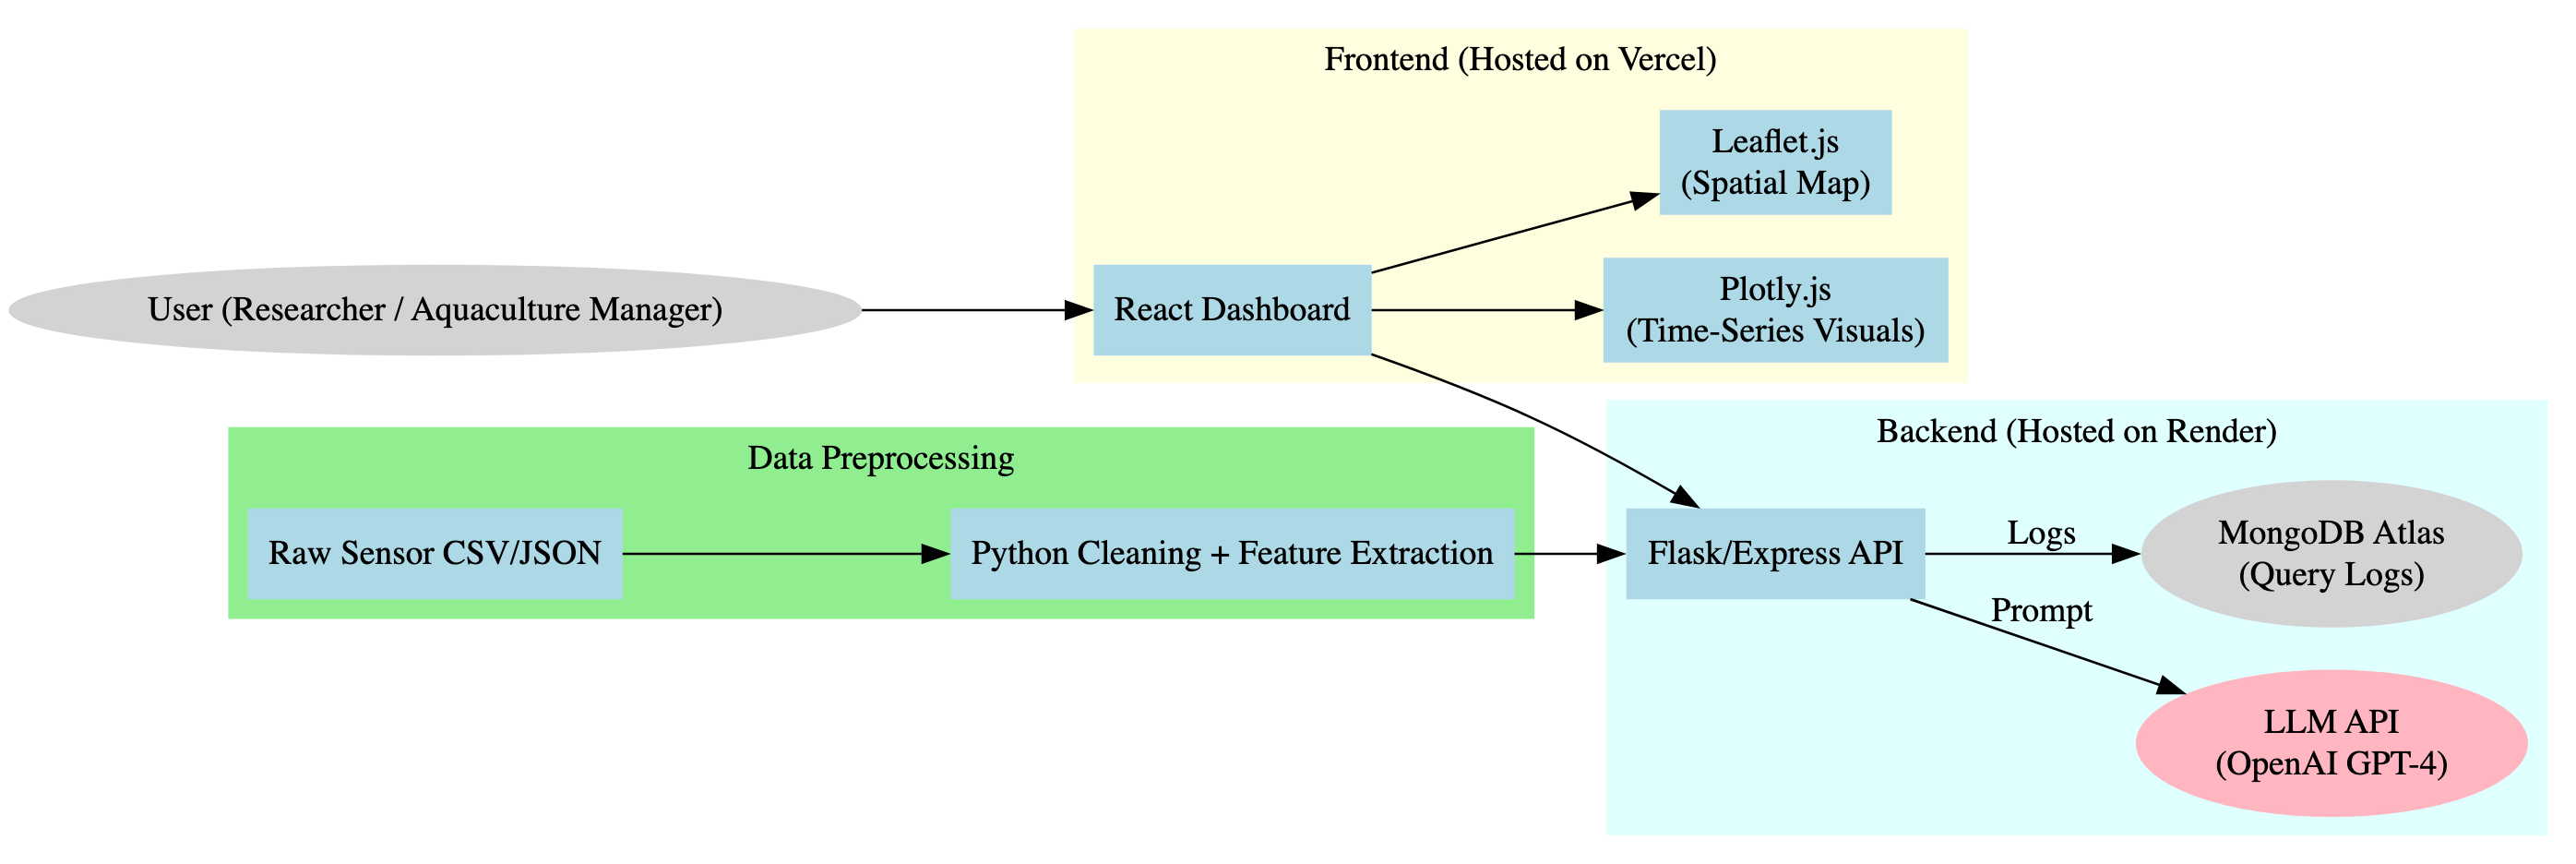 Frontend (Hosted on Vercel)
Leaflet.js
(Spatial Map)
User (Researcher / Aquaculture Manager)
React Dashboard
Plotly.js
(Time-Series Visuals)
Data Preprocessing
Raw Sensor CSV/JSON
Python Cleaning + Feature Extraction
Backend (Hosted on Render)
Flask/Express API
Logs
MongoDB Atlas
(Query Logs)
Prompt
LLM API
(OpenAI GPT-4)